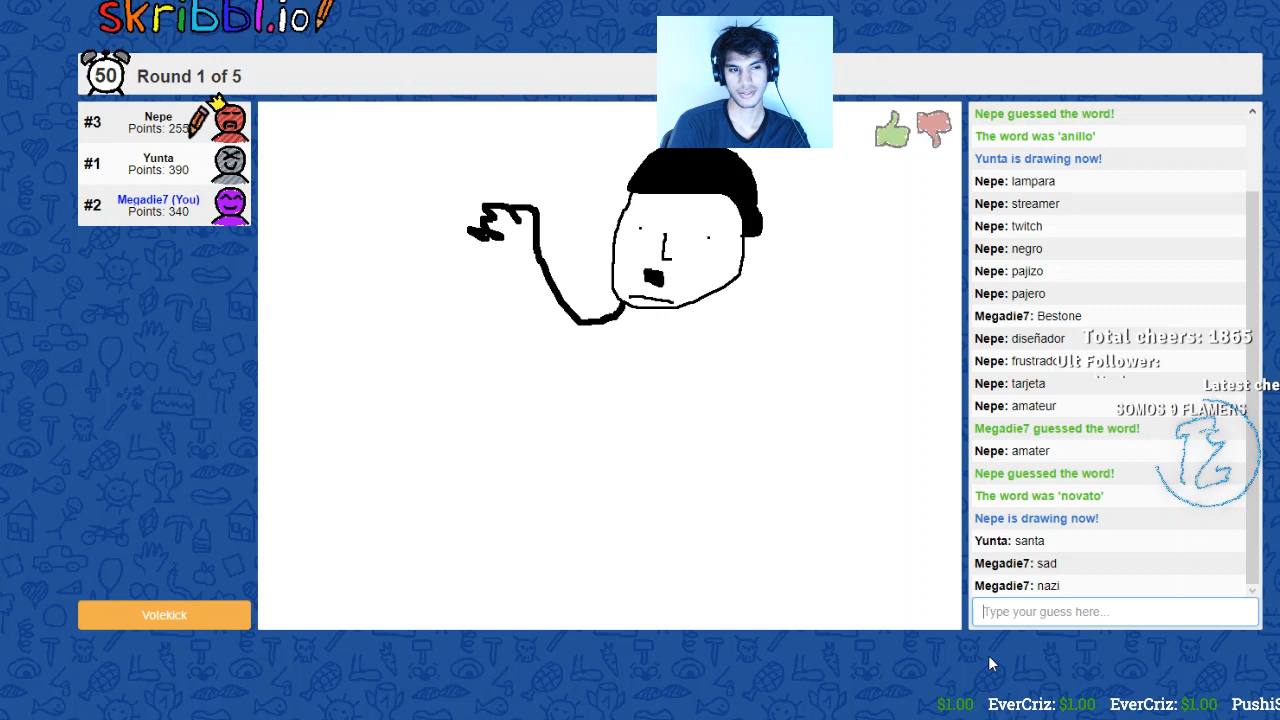 skribbl.io
50 Round 1 of 5
#3 Nepe
Points: 255
#1 Yunta
Points: 390
#2 Megadie7 (You)
Points: 340
Votekick
Nepe guessed the word!
The word was 'anillo'
Yunta is drawing now!
Nepe: lampara
Nepe: streamer
Nepe: twitch
Nepe: negro
Nepe: pajizo
Nepe: pajero
Megadie7: Bestone
Nepe: diseñador
Total cheers: 1865
Nepe: frustrado
Ult Follower:
Nepe: tarjeta
Latest che
Nepe: amateur
SOMOS 9 FLAMERS
Megadie7 guessed the word!
Nepe: amater
Nepe guessed the word!
The word was 'novato'
Nepe is drawing now!
Yunta: santa
Megadie7: sad
Megadie7: nazi
Type your guess here...
$1.00 EverCriz: $1.00 EverCriz: $1.00 PushiS